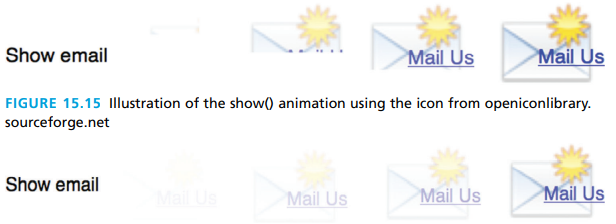 Show email
Mail Us
Mail Us
FIGURE 15.15 Illustration of the show() animation using the icon from openiconlibrary.
sourceforge.net
Show email
Mail Us
Mail Us
Mail Us
Mail Us